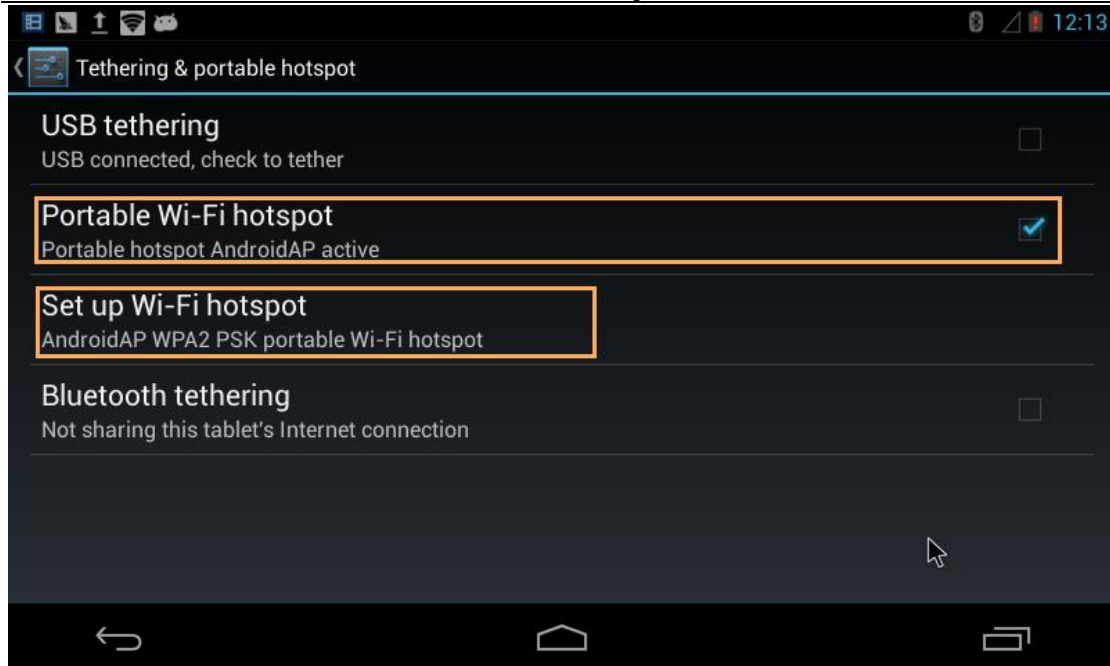 12:13
Tethering & portable hotspot
USB tethering
USB connected, check to tether
Portable Wi-Fi hotspot
Portable hotspot AndroidAP active
Set up Wi-Fi hotspot
AndroidAP WPA2 PSK portable Wi-Fi hotspot
Bluetooth tethering
Not sharing this tablet's Internet connection